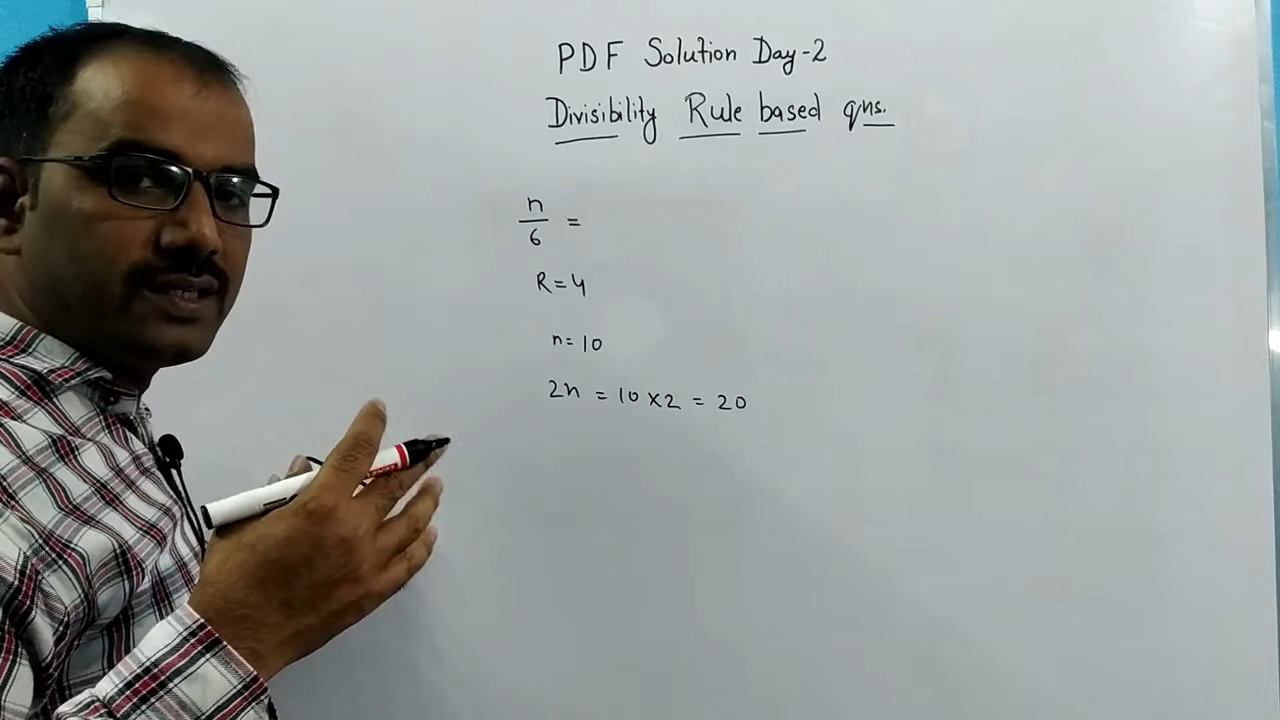 PDF Solution Day-2
Divisibility Rule based qns.
n
6 =
R = 4
n = 10
2n = 10 x 2 = 20